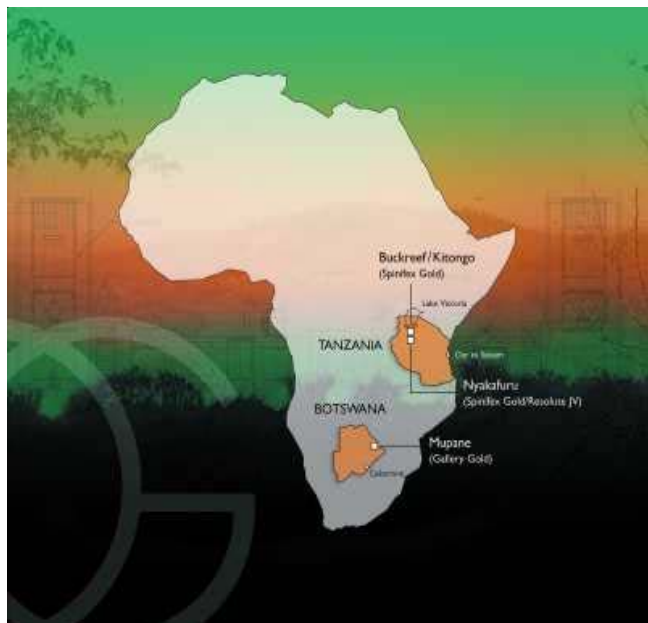 Buckreef/Kitongo
(Spinifex Gold)
Lake Victoria
TANZANIA
Dar es Salaam
Nyakafuru
(Spinifex Gold/Resolute JV)
BOTSWANA
Mupane
(Gallery Gold)
Gaborone